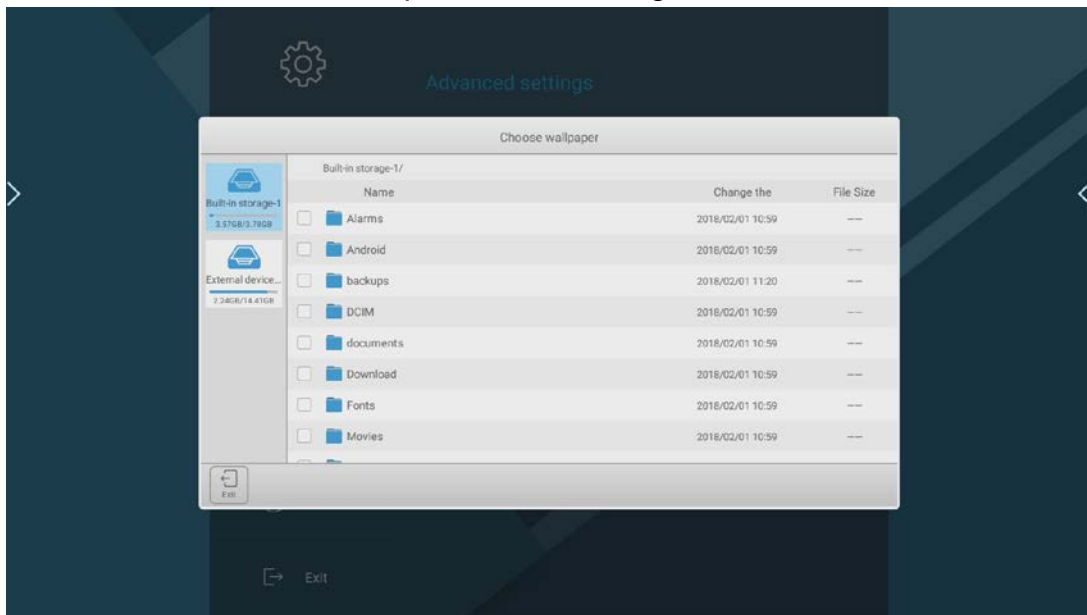 Advanced settings
Choose wallpaper
Built-in storage-1
3.57GB/3.78GB
External device...
2.24GB/14.41GB
Built-in storage-1/
Name Change the File Size
Alarms 2018/02/01 10:59 ---
Android 2018/02/01 10:59 ---
backups 2018/02/01 11:20 ---
DCIM 2018/02/01 10:59 ---
documents 2018/02/01 10:59 ---
Download 2018/02/01 10:59 ---
Fonts 2018/02/01 10:59 ---
Movies 2018/02/01 10:59 ---
Exit
Exit